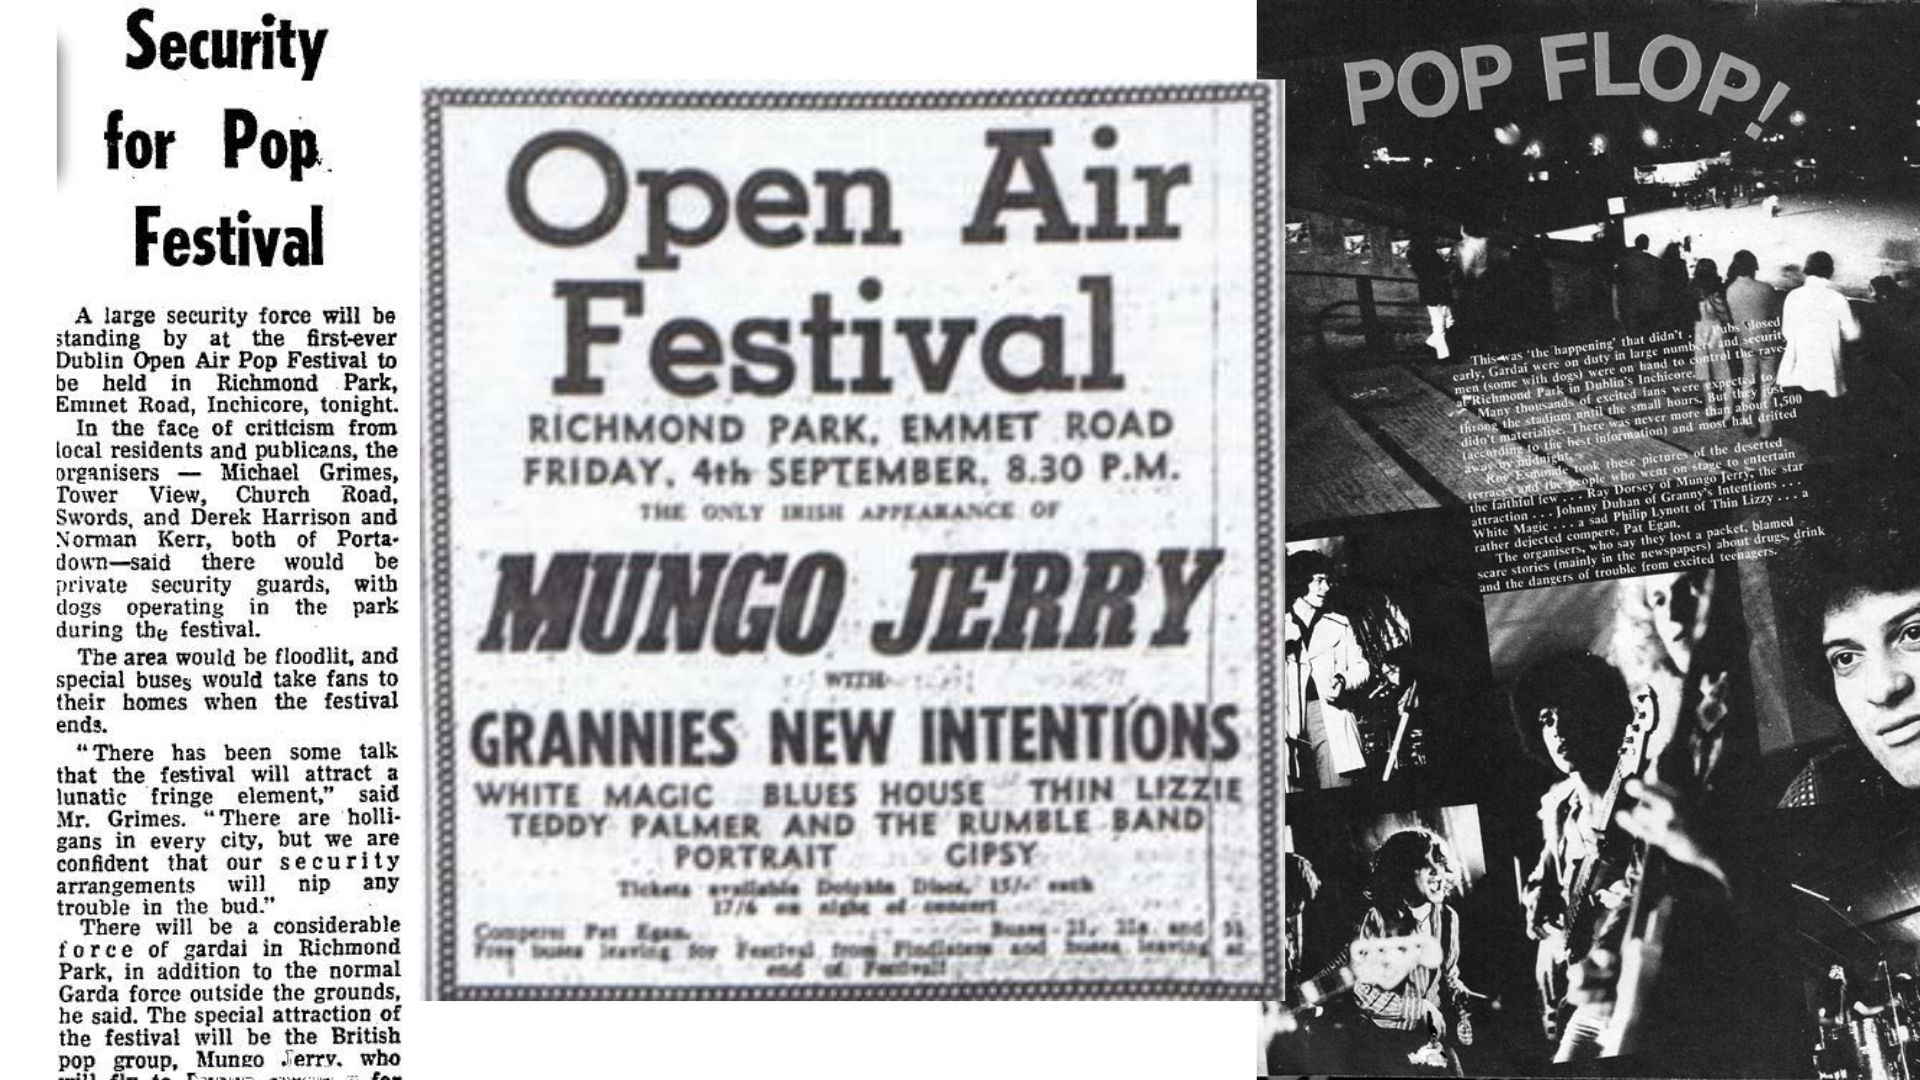 Security
for Pop
Festival
A large security force will be
standing by at the first-ever
Dublin Open Air Pop Festival to
be held in Richmond Park,
Emmet Road, Inchicore, tonight.
In the face of criticism from
local residents and publicans, the
organisers — Michael Grimes,
Tower View, Church Road,
Swords, and Derek Harrison and
Norman Kerr, both of Porta-
down—said there would be
private security guards, with
dogs operating in the park
during the festival.
The area would be floodlit, and
special buses would take fans to
their homes when the festival
ends.
"There has been some talk
that the festival will attract a
lunatic fringe element," said
Mr. Grimes. "There are holli-
gans in every city, but we are
confident that our security
arrangements will nip any
trouble in the bud."
There will be a considerable
force of gardai in Richmond
Park, in addition to the normal
Garda force outside the grounds,
he said. The special attraction of
the festival will be the British
pop group, Mungo Jerry, who
Open Air
Festival
RICHMOND PARK, EMMET ROAD
FRIDAY, 4th SEPTEMBER, 8.30 P.M.
THE ONLY IRISH APPEARANCE OF
MUNGO JERRY
WITH
GRANNIES NEW INTENTIONS
WHITE MAGIC BLUES HOUSE THIN LIZZIE
TEDDY PALMER AND THE RUMBLE BAND
PORTRAIT GIPSY
Tickets available Dolphin Discs, 15/- each
17/6 on night of concert
Compere: Pat Egan. Buses - 21, 21a and
Free buses leaving for Festival from Findlaters and buses leaving at
end of Festival!
POP FLOP!
This was 'the happening' that didn't . . . Pubs closed
early, Gardai were on duty in large numbers and security
men (some with dogs) were on hand to control the rave-
at Richmond Park in Dublin's Inchicore.
Many thousands of excited fans were expected to
throng the stadium until the small hours. But they just
didn't materialise. There was never more than about 1,500
(according to the best information) and most had drifted
away by midnight.
Roy Esmonde took these pictures of the deserted
terraces and the people who went on stage to entertain
the faithful few . . . Ray Dorsey of Mungo Jerry, the star
attraction . . . Johnny Duhan of Granny's Intentions . . .
White Magic . . . a sad Philip Lynott of Thin Lizzy . . . a
rather dejected compere, Pat Egan.
The organisers, who say they lost a packet, blamed
scare stories (mainly in the newspapers) about drugs, drink
and the dangers of trouble from excited teenagers.